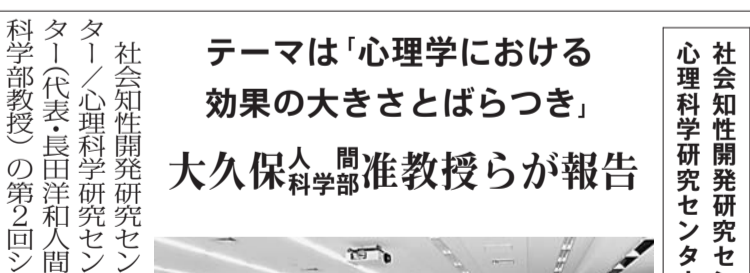 社会知性開発研究セン
心理科学研究センター
テーマは「心理学における
効果の大きさとばらつき」
大久保人間科学部准教授らが報告
社会知性開発研究セン
ター／心理科学研究セン
ター(代表・長田洋和人間
科学部教授）の第2回シ